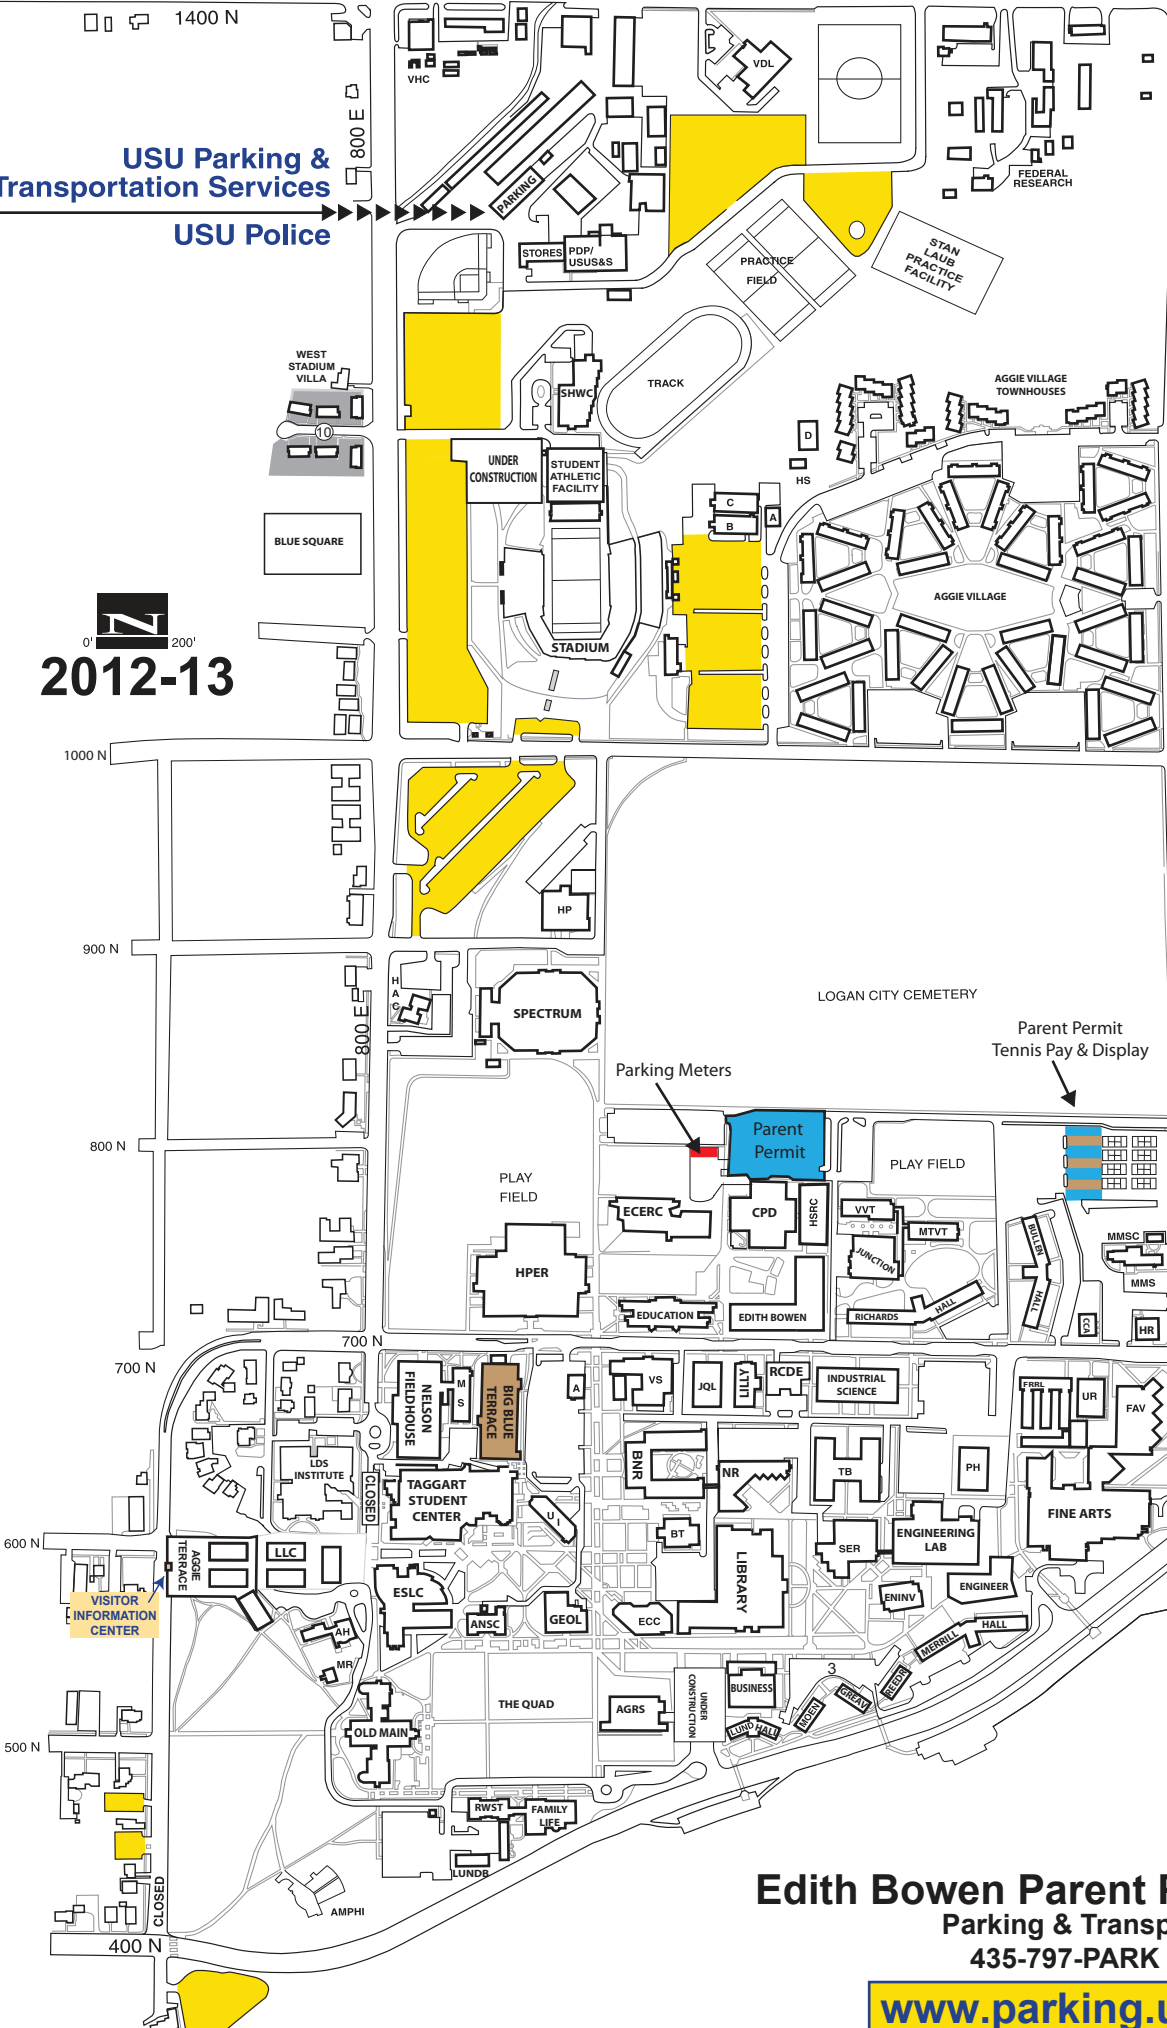 1400 N
VHC
VDL
800 E
USU Parking &
Transportation Services
USU Police
PARKING
FEDERAL
RESEARCH
STORES
PDP/
USUS&S
PRACTICE
FIELD
STAN
LAUB
PRACTICE
FACILITY
WEST
STADIUM
VILLA
10
SHWC
TRACK
AGGIE VILLAGE
TOWNHOUSES
D
HS
UNDER
CONSTRUCTION
STUDENT
ATHLETIC
FACILITY
C
B
A
BLUE SQUARE
AGGIE VILLAGE
N
0' 200'
2012-13
STADIUM
1000 N
HP
900 N
H
A
C
800 E
SPECTRUM
LOGAN CITY CEMETERY
Parent Permit
Tennis Pay & Display
Parking Meters
Parent
Permit
800 N
PLAY
FIELD
PLAY FIELD
ECERC
CPD
HSRC
VVT
MTVT
JUNCTION
BULLEN
HALL
MMSC
MMS
HPER
EDUCATION
EDITH BOWEN
RICHARDS
HALL
CCA
HR
700 N
700 N
NELSON
FIELDHOUSE
M
S
BIG BLUE
TERRACE
A
VS
JQL
UTILITY
RCDE
INDUSTRIAL
SCIENCE
FRRL
UR
FAV
LDS
INSTITUTE
CLOSED
TAGGART
STUDENT
CENTER
U
I
BNR
NR
TB
PH
FINE ARTS
600 N
AGGIE
TERRACE
LLC
BT
LIBRARY
SER
ENGINEERING
LAB
ESLC
ENGINEER
ENINV
VISITOR
INFORMATION
CENTER
ANSC
GEOL
ECC
AH
MR
MERRILL
HALL
3
THE QUAD
AGRS
UNDER
CONSTRUCTION
BUSINESS
LUND HALL
MOEN
GREAV
REEDR
OLD MAIN
500 N
RWST
FAMILY
LIFE
LUNDB
CLOSED
AMPHI
400 N
Edith Bowen Parent P
Parking & Transp
435-797-PARK
www.parking.u